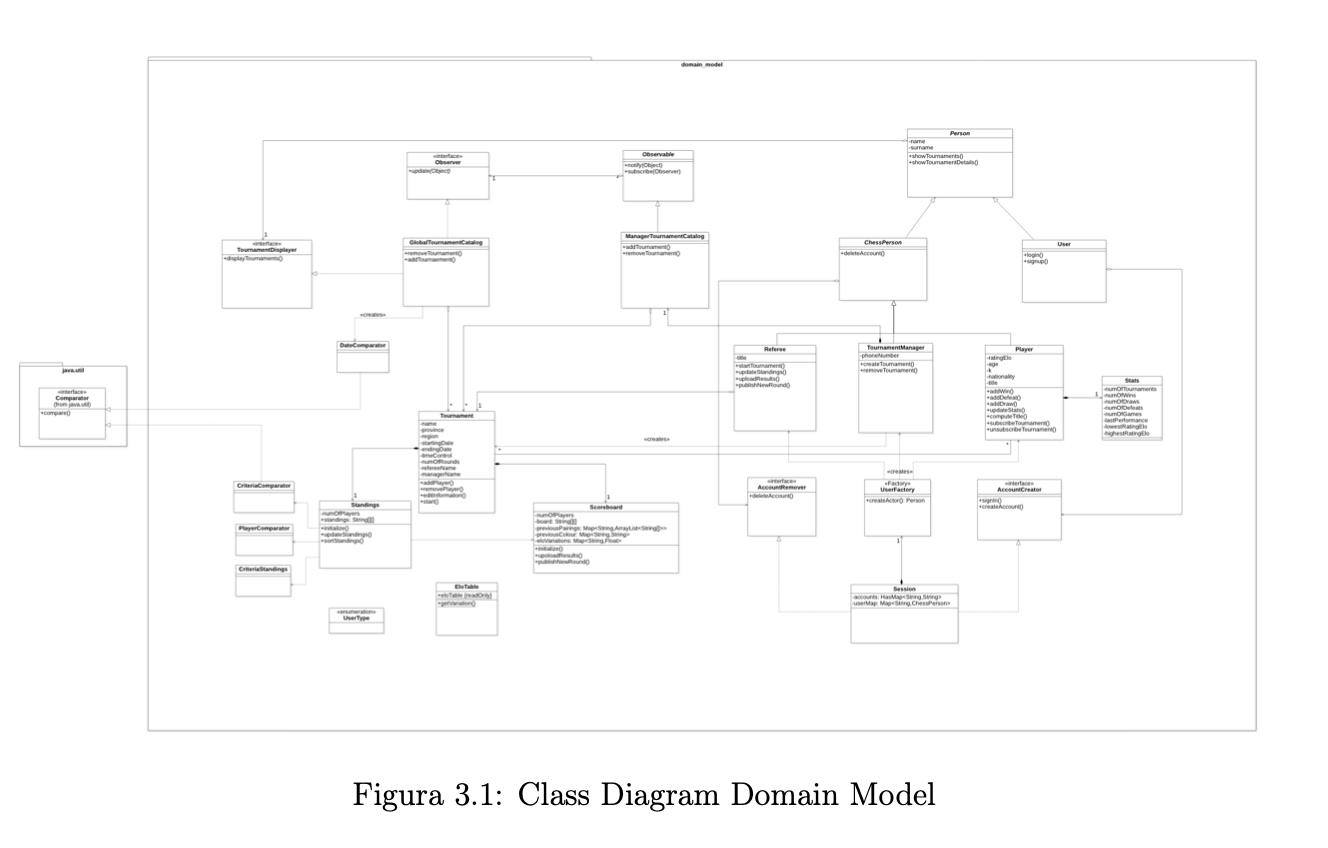 domain_model
Person
-name
-surname
+showTournaments()
+showTournamentDetails()
«interface»
Observer
+update(Object)
1
Observable
+notify(Object)
+subscribe(Observer)
1
«interface»
TournamentDisplayer
+displayTournaments()
GlobalTournamentCatalog
+removeTournament()
+addTournaement()
ManagerTournamentCatalog
+addTournament()
+removeTournament()
1
ChessPerson
+deleteAccount()
User
+login()
+signup()
«creates»
DateComparator
java.util
«interface»
Comparator
(from java.util)
+compare()
Referee
-title
+startTournament()
+updateStandings()
+uploadResults()
+publishNewRound()
TournamentManager
-phoneNumber
+createTournament()
+removeTournament()
Player
-ratingElo
-age
-k
-nationality
-title
+addWin()
+addDefeat()
+addDraw()
+updateStats()
+computeTitle()
+subscribeTournament()
+unsubscribeTournament()
1
Stats
-numOfTournaments
-numOfWins
-numOfDraws
-numOfDefeats
-numOfGames
-lastPerformance
-lowestRatingElo
-highestRatingElo
*
*
1
Tournament
-name
-province
-region
-startingDate
-endingDate
-timeControl
-numOfRounds
-refereeName
-managerName
+addPlayer()
+removePlayer()
+editInformation()
+start()
«creates»
*
*
«creates»
CriteriaComparator
PlayerComparator
CriteriaStandings
1
Standings
-numOfPlayers
+standings: String[][]
+initialize()
+updateStandings()
+sortStandings()
1
Scoreboard
-numOfPlayers
-board: String[][]
-previousPairings: Map<String,ArrayList<String[]>>
-previousColour: Map<String,String>
-eloVariations: Map<String,Float>
+initialize()
+upoloadResults()
+publishNewRound()
«interface»
AccountRemover
+deleteAccount()
«Factory»
UserFactory
+createActor(): Person
1
«interface»
AccountCreator
+signIn()
+createAccount()
EloTable
+eloTable {readOnly}
+getVariation()
«enumeration»
UserType
Session
-accounts: HasMap<String,String>
-userMap: Map<String,ChessPerson>
Figura 3.1: Class Diagram Domain Model